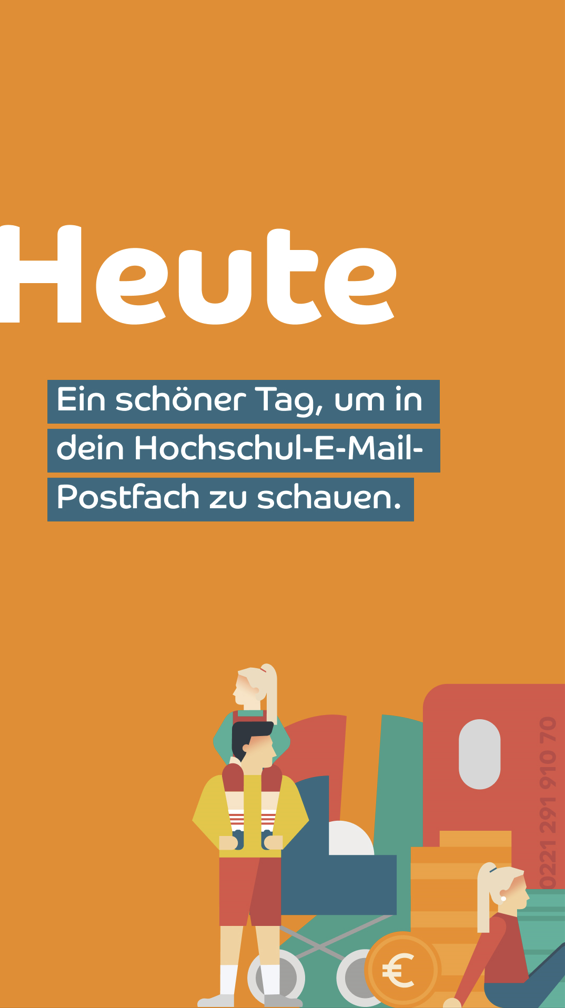 Heute
Ein schöner Tag, um in
dein Hochschul-E-Mail-
Postfach zu schauen.
0221 291 910 70
€